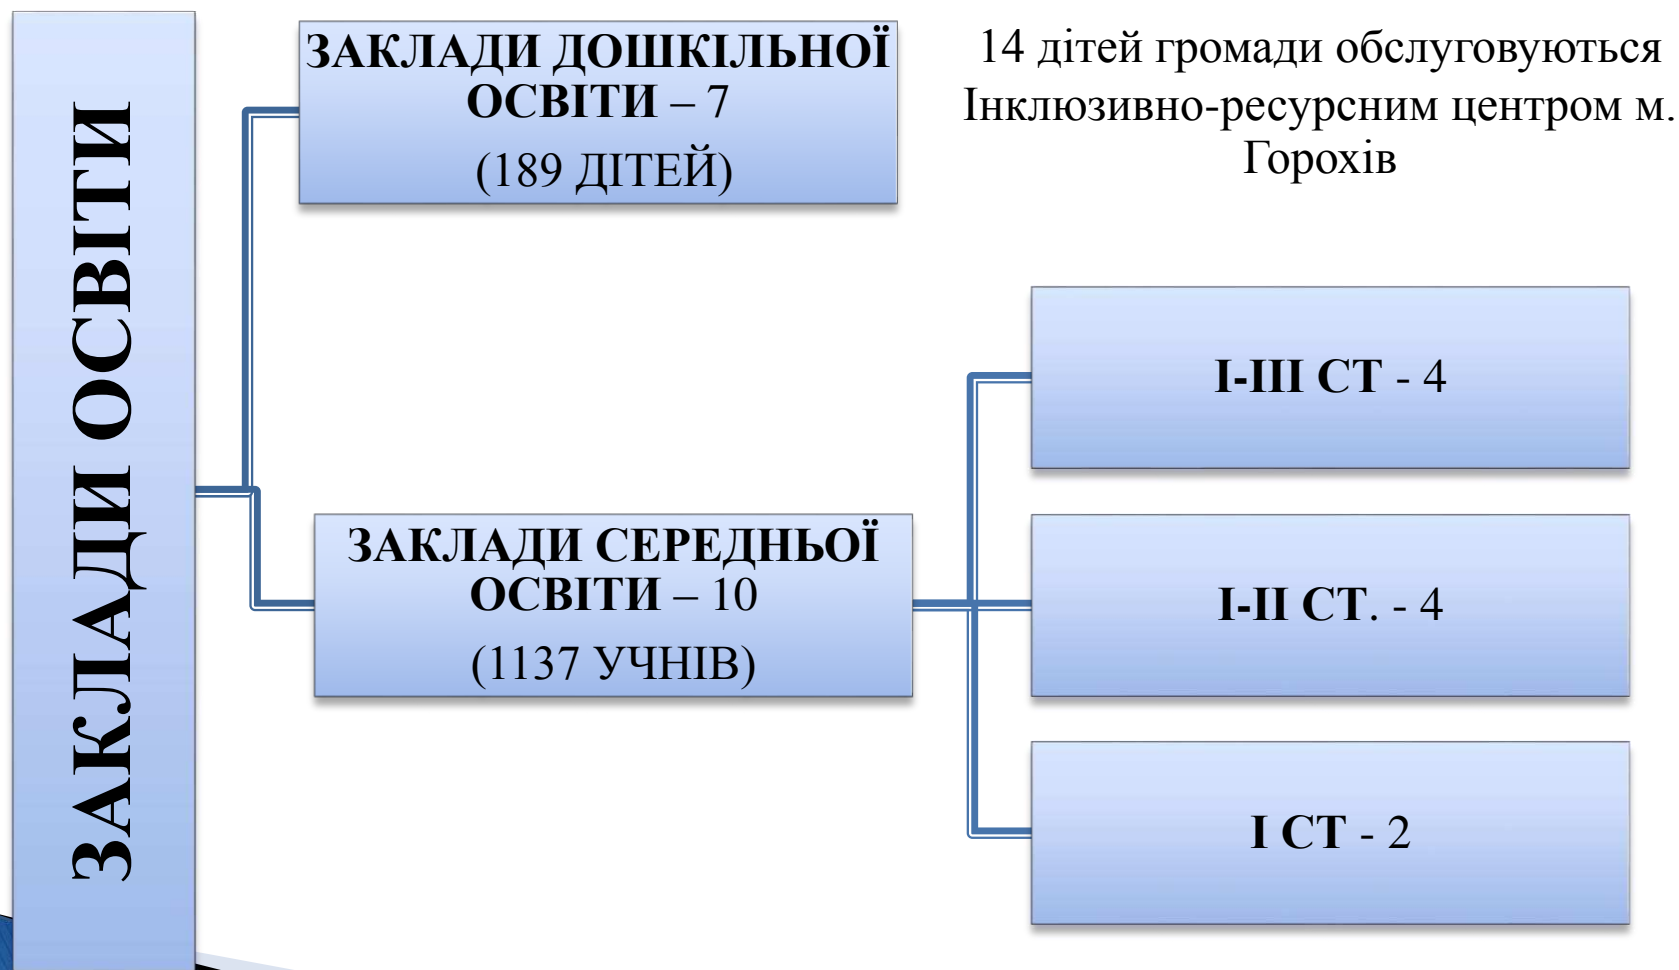 ЗАКЛАДИ ОСВІТИ
ЗАКЛАДИ ДОШКІЛЬНОЇ
ОСВІТИ – 7
(189 ДІТЕЙ)
14 дітей громади обслуговуються
Інклюзивно-ресурсним центром м.
Горохів
ЗАКЛАДИ СЕРЕДНЬОЇ
ОСВІТИ – 10
(1137 УЧНІВ)
І-ІІІ СТ - 4
І-ІІ СТ. - 4
І СТ - 2